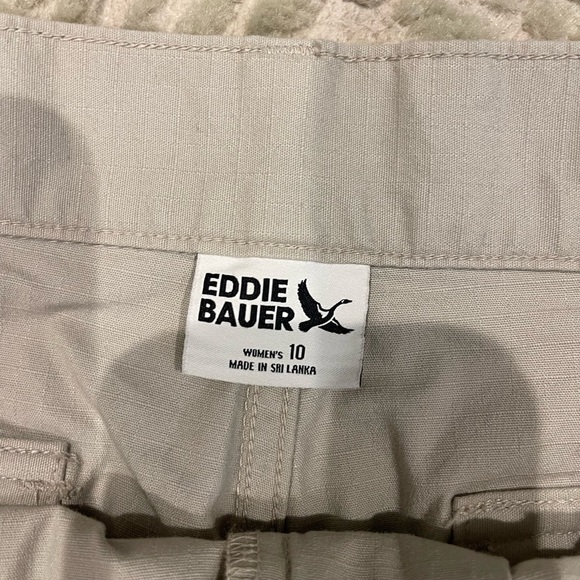 EDDIE
BAUER
WOMEN'S 10
MADE IN SRI LANKA